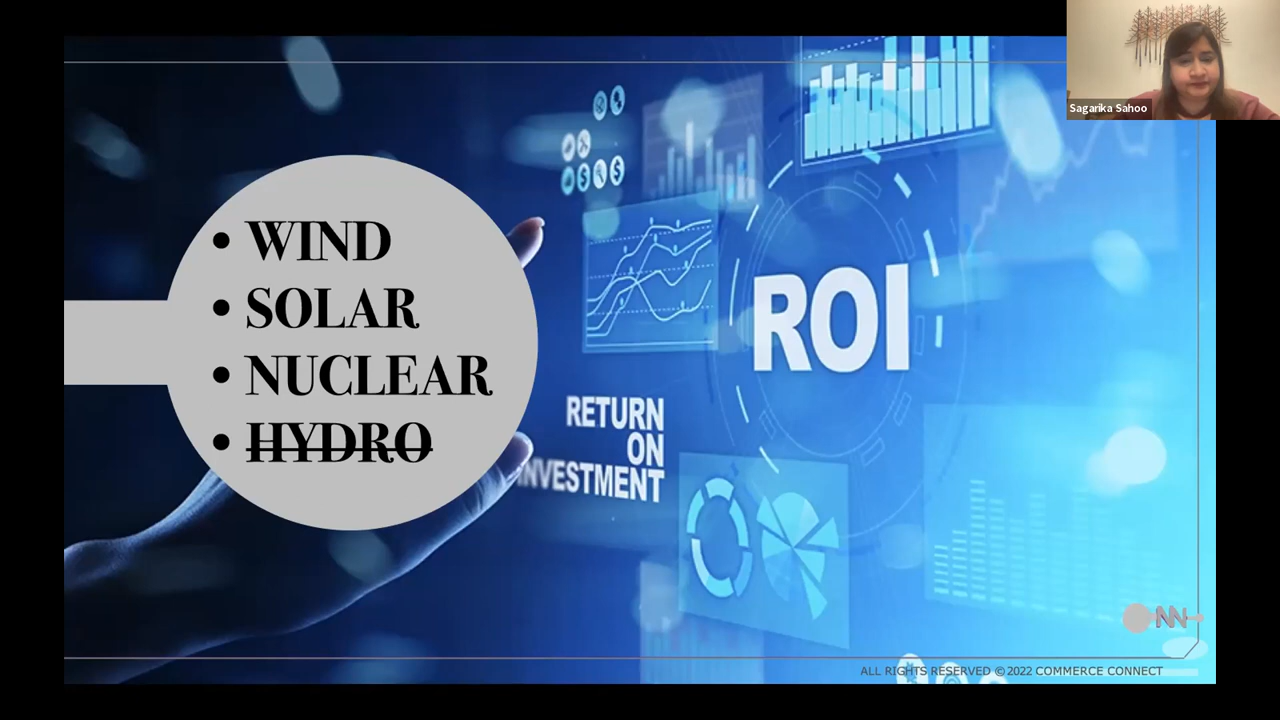 Sagarika Sahoo
• WIND
• SOLAR
• NUCLEAR
• HYDRO
ROI
RETURN
ON
INVESTMENT
ALL RIGHTS RESERVED © 2022 COMMERCE CONNECT